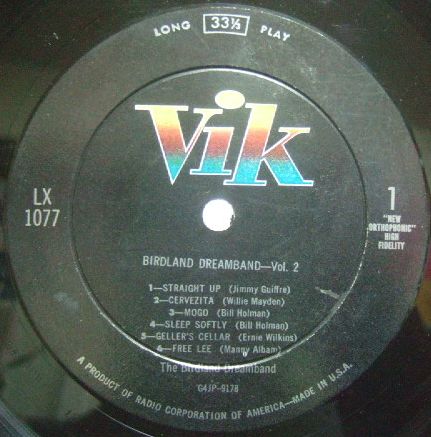 LONG 33⅓ PLAY
Vik
LX
1077
1
"NEW
ORTHOPHONIC"
HIGH
FIDELITY
BIRDLAND DREAMBAND—Vol. 2
1—STRAIGHT UP (Jimmy Guiffre)
2—CERVEZITA (Willie Mayden)
3—MOGO (Bill Holman)
4—SLEEP SOFTLY (Bill Holman)
5—GELLER'S CELLAR (Ernie Wilkins)
6—FREE LEE (Manny Albam)
The Birdland Dreamband
G4JP-9178
A PRODUCT OF RADIO CORPORATION OF AMERICA—MADE IN U.S.A.